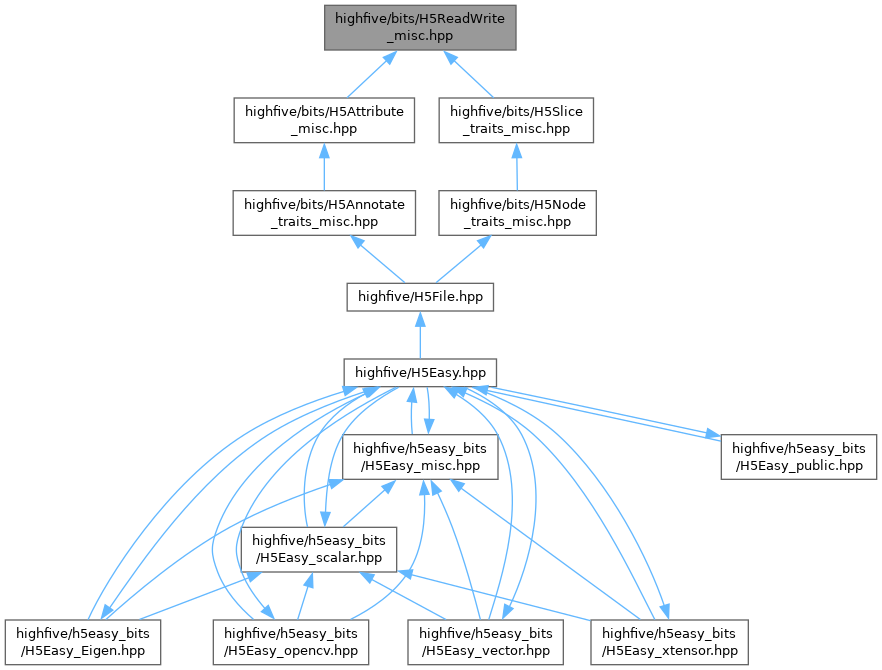 highfive/bits/H5ReadWrite
_misc.hpp
highfive/bits/H5Attribute
_misc.hpp
highfive/bits/H5Slice
_traits_misc.hpp
highfive/bits/H5Annotate
_traits_misc.hpp
highfive/bits/H5Node
_traits_misc.hpp
highfive/H5File.hpp
highfive/H5Easy.hpp
highfive/h5easy_bits
/H5Easy_misc.hpp
highfive/h5easy_bits
/H5Easy_public.hpp
highfive/h5easy_bits
/H5Easy_scalar.hpp
highfive/h5easy_bits
/H5Easy_Eigen.hpp
highfive/h5easy_bits
/H5Easy_opencv.hpp
highfive/h5easy_bits
/H5Easy_vector.hpp
highfive/h5easy_bits
/H5Easy_xtensor.hpp